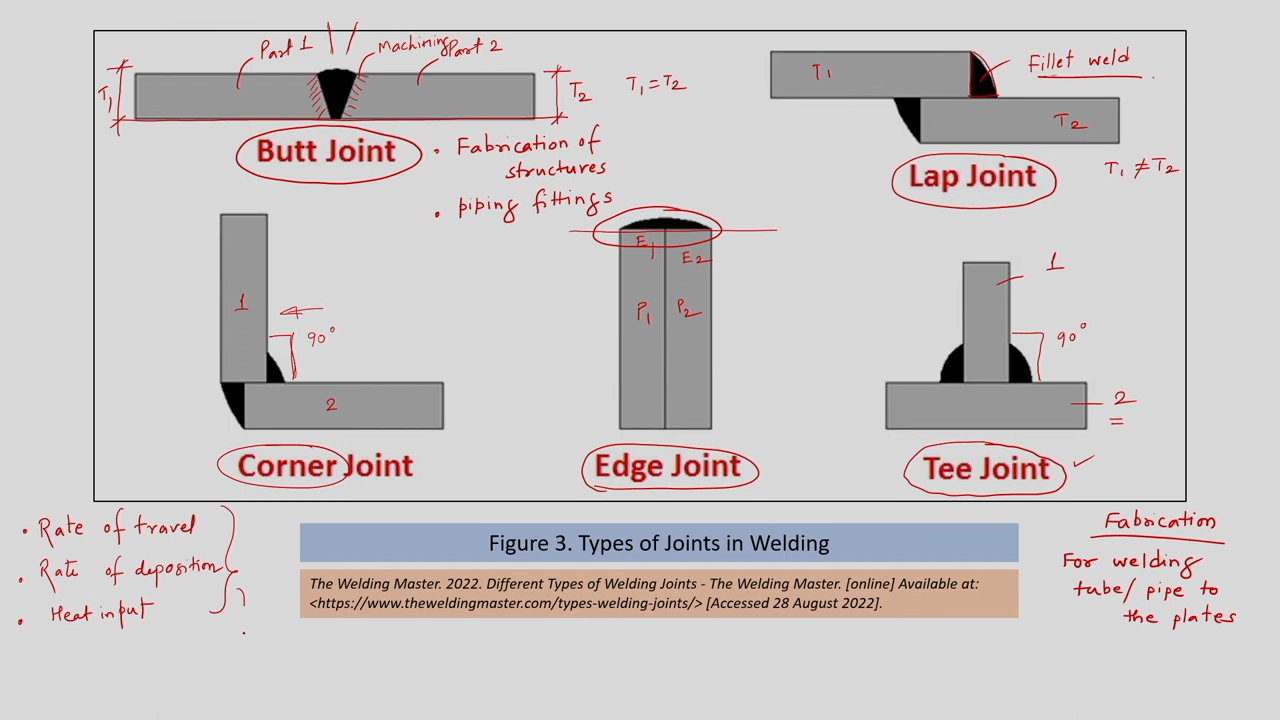 Part 1
Machining
Part 2
T1
T2
T1 = T2
Butt Joint
• Fabrication of
structures
• piping fittings
T1
Fillet weld
T2
T1 ≠ T2
Lap Joint
1
90°
2
Corner Joint
E1
E2
P1
P2
Edge Joint
1
90°
2
Tee Joint
• Rate of travel
• Rate of deposition
• Heat input
Figure 3. Types of Joints in Welding
The Welding Master. 2022. Different Types of Welding Joints - The Welding Master. [online] Available at:
<https://www.theweldingmaster.com/types-welding-joints/> [Accessed 28 August 2022].
Fabrication
For welding
tube/ pipe to
the plates